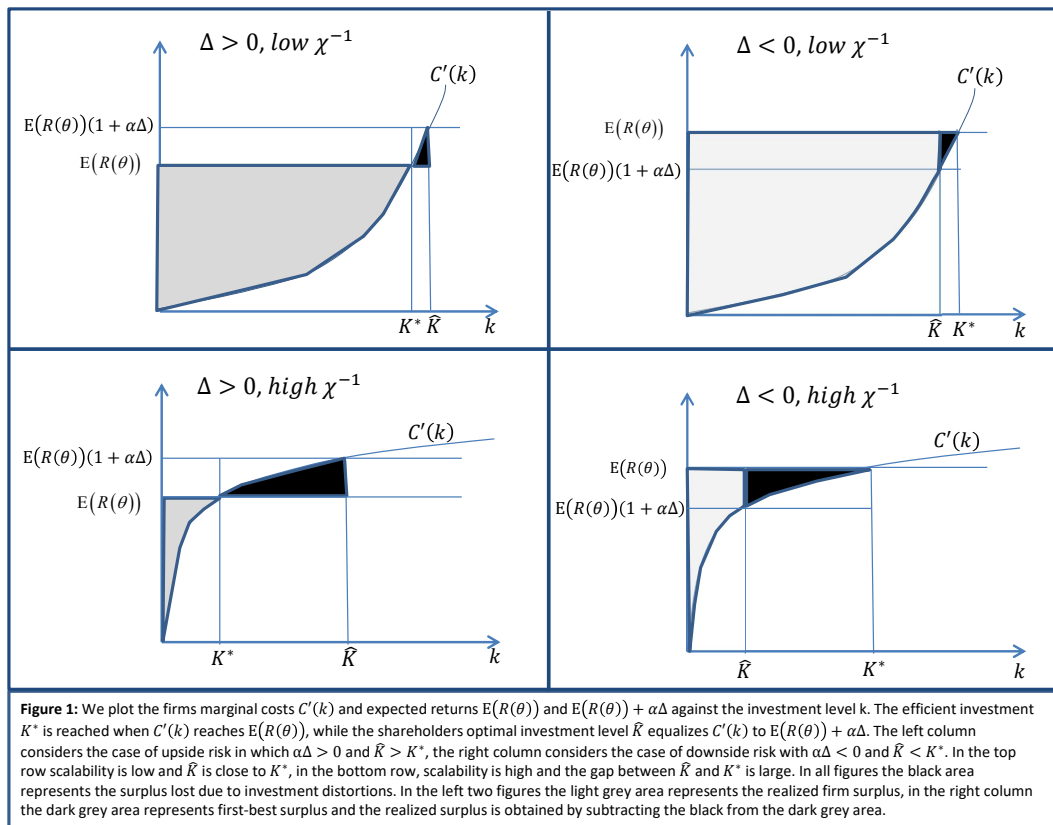 Δ > 0, low χ⁻¹
C′(k)
E(R(θ))(1 + αΔ)
E(R(θ))
K* K̂ k
Δ < 0, low χ⁻¹
C′(k)
E(R(θ))
E(R(θ))(1 + αΔ)
K̂ K* k
Δ > 0, high χ⁻¹
C′(k)
E(R(θ))(1 + αΔ)
E(R(θ))
K* K̂ k
Δ < 0, high χ⁻¹
C′(k)
E(R(θ))
E(R(θ))(1 + αΔ)
K̂ K* k
Figure 1: We plot the firms marginal costs C′(k) and expected returns E(R(θ)) and E(R(θ)) + αΔ against the investment level k. The efficient investment
K* is reached when C′(k) reaches E(R(θ)), while the shareholders optimal investment level K̂ equalizes C′(k) to E(R(θ)) + αΔ. The left column
considers the case of upside risk in which αΔ > 0 and K̂ > K*, the right column considers the case of downside risk with αΔ < 0 and K̂ < K*. In the top
row scalability is low and K̂ is close to K*, in the bottom row, scalability is high and the gap between K̂ and K* is large. In all figures the black area
represents the surplus lost due to investment distortions. In the left two figures the light grey area represents the realized firm surplus, in the right column
the dark grey area represents first-best surplus and the realized surplus is obtained by subtracting the black from the dark grey area.